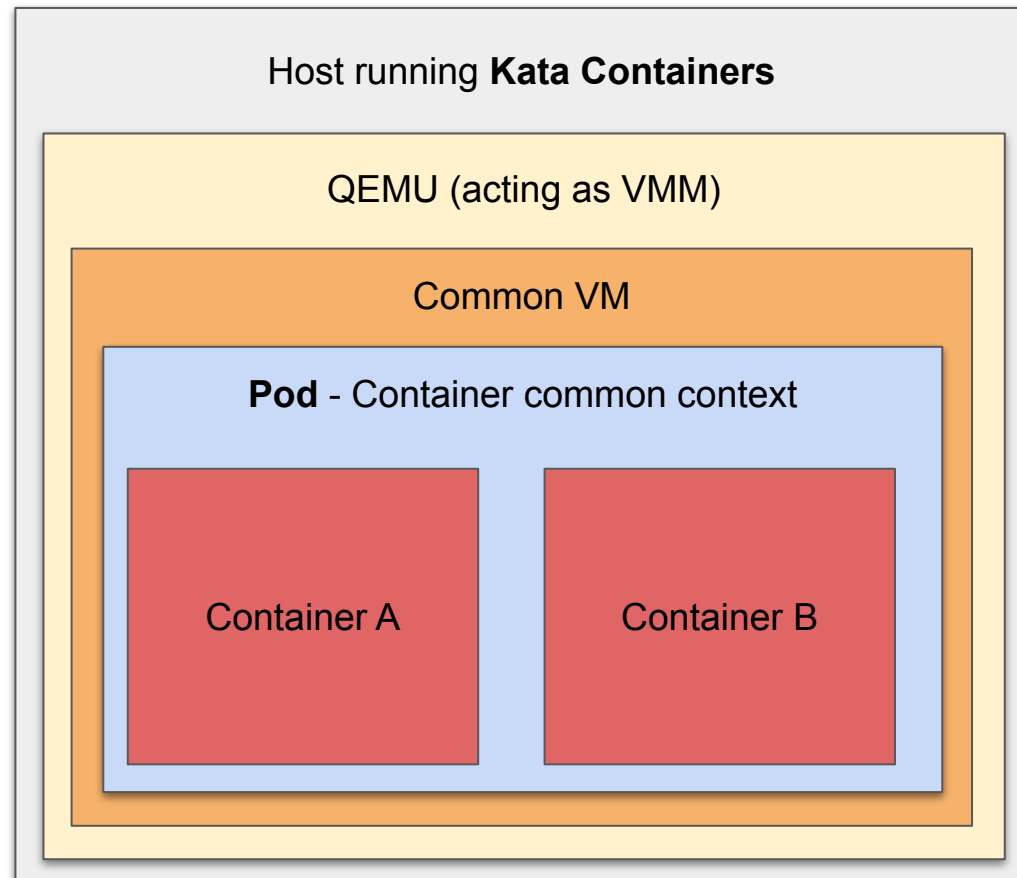 Host running Kata Containers
QEMU (acting as VMM)
Common VM
Pod - Container common context
Container A
Container B